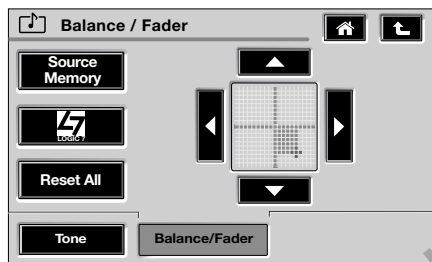 Balance / Fader
Source
Memory
LOGIC 7
Reset All
Tone
Balance/Fader